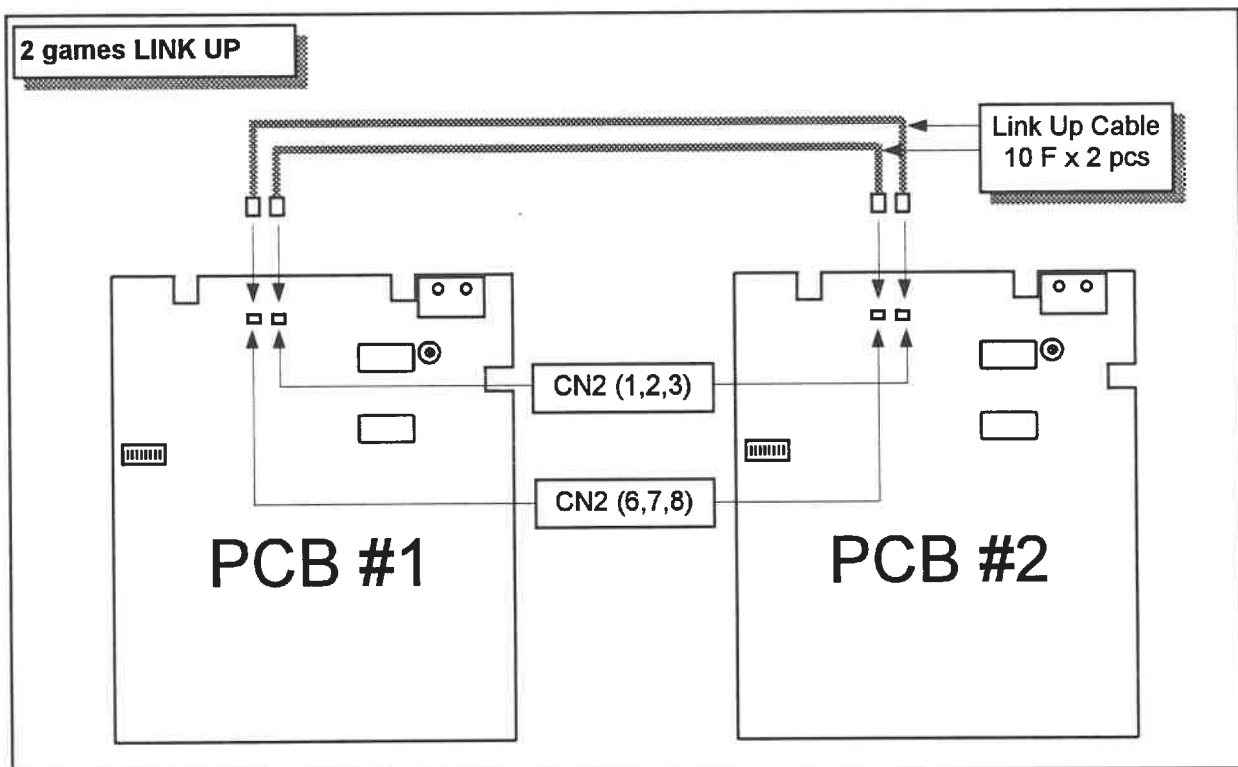 2 games LINK UP
Link Up Cable
10 F x 2 pcs
CN2 (1,2,3)
CN2 (6,7,8)
PCB #1
PCB #2